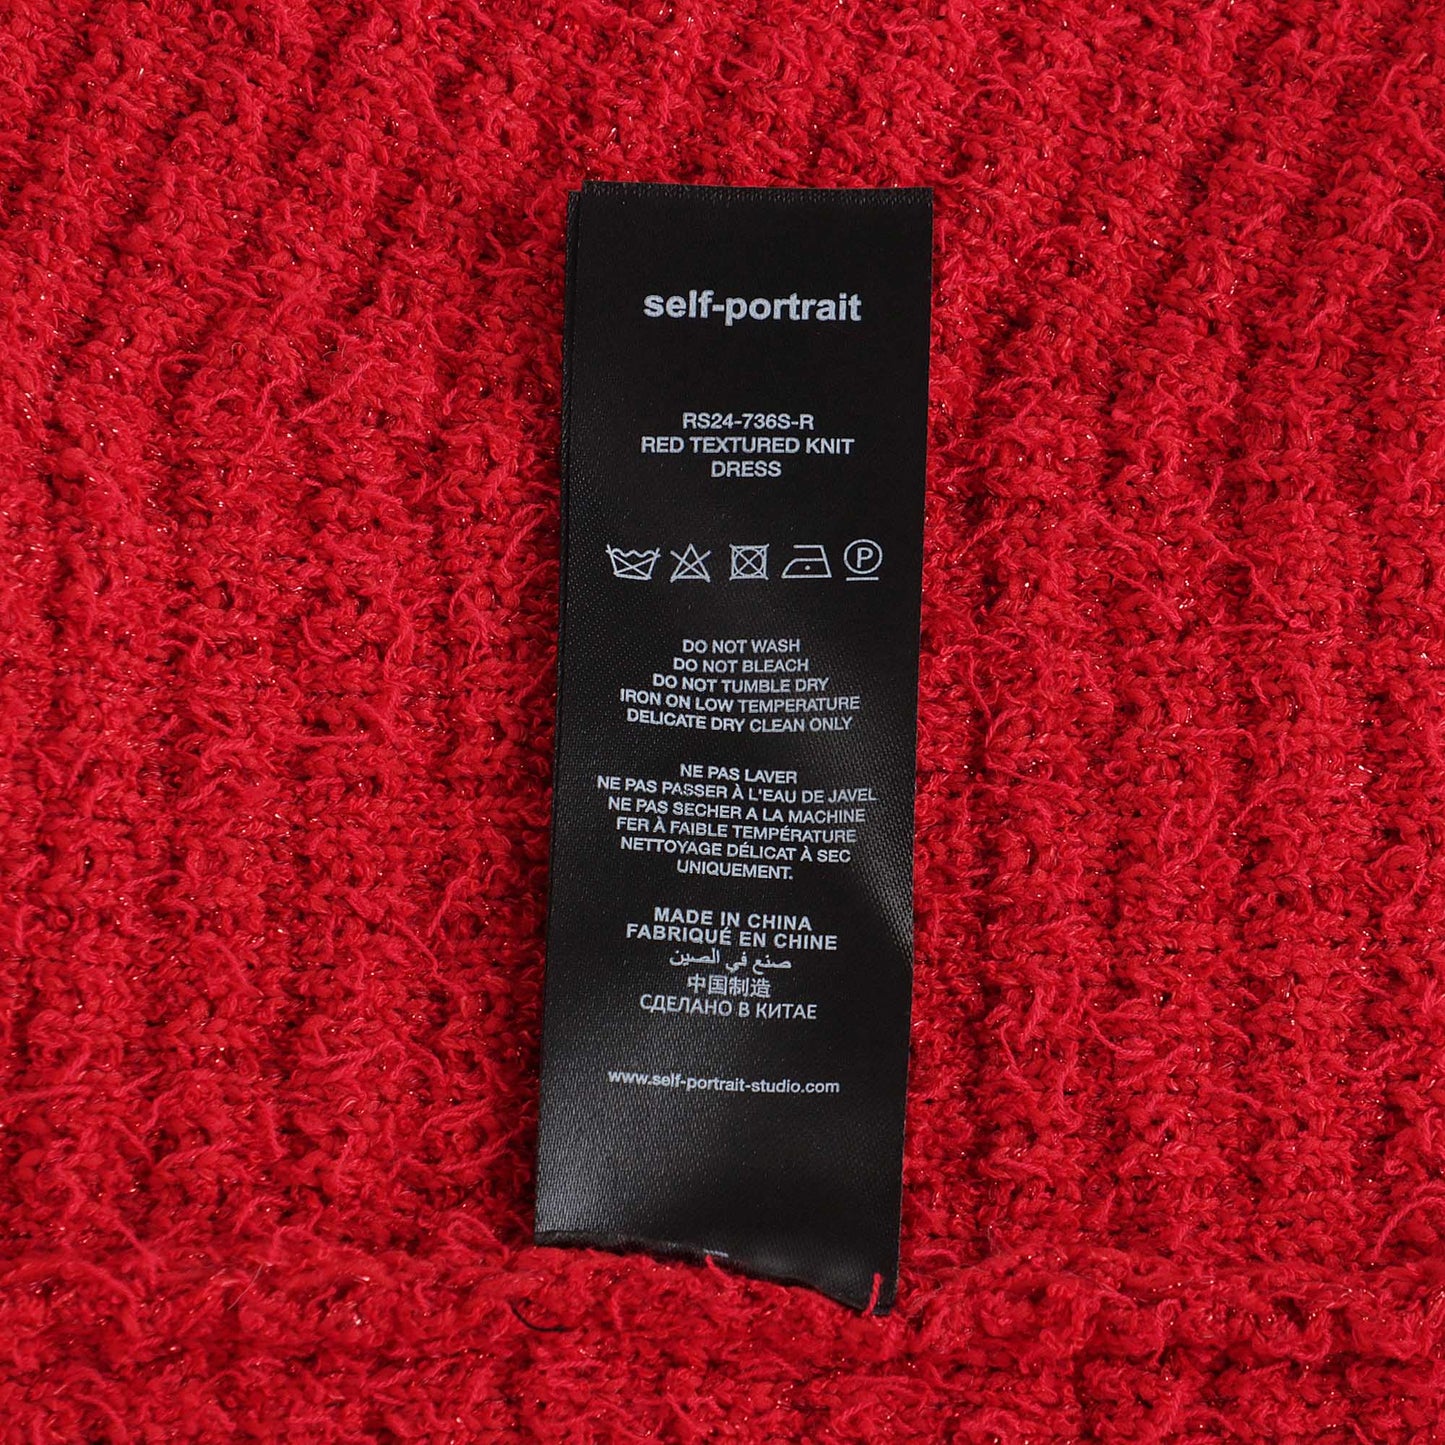 self-portrait
RS24-736S-R
RED TEXTURED KNIT
DRESS
P
DO NOT WASH
DO NOT BLEACH
DO NOT TUMBLE DRY
IRON ON LOW TEMPERATURE
DELICATE DRY CLEAN ONLY
NE PAS LAVER
NE PAS PASSER À L'EAU DE JAVEL
NE PAS SECHER A LA MACHINE
FER À FAIBLE TEMPÉRATURE
NETTOYAGE DÉLICAT À SEC
UNIQUEMENT.
MADE IN CHINA
FABRIQUÉ EN CHINE
صنع في الصين
中国制造
СДЕЛАНО В КИТАЕ
www.self-portrait-studio.com